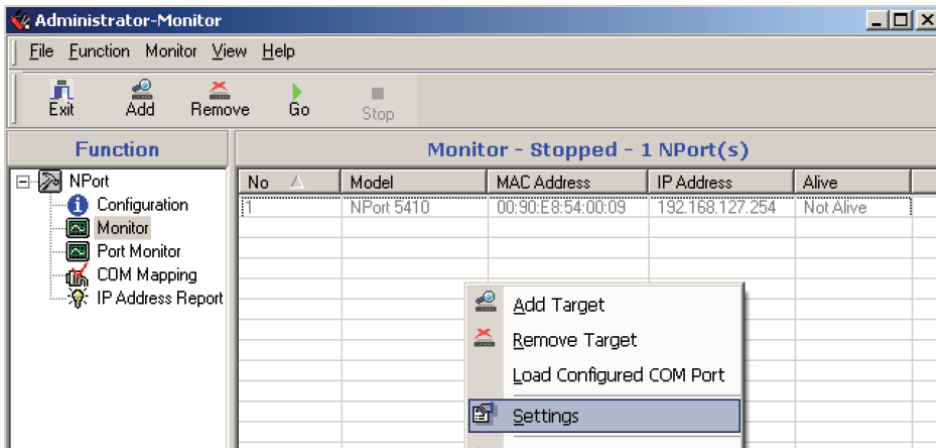 Administrator-Monitor
File Function Monitor View Help
Exit Add Remove Go Stop
Function
Monitor - Stopped - 1 NPort(s)
NPort
Configuration
Monitor
Port Monitor
COM Mapping
IP Address Report
No Model MAC Address IP Address Alive
1 NPort 5410 00:90:E8:54:00:09 192.168.127.254 Not Alive
Add Target
Remove Target
Load Configured COM Port
Settings